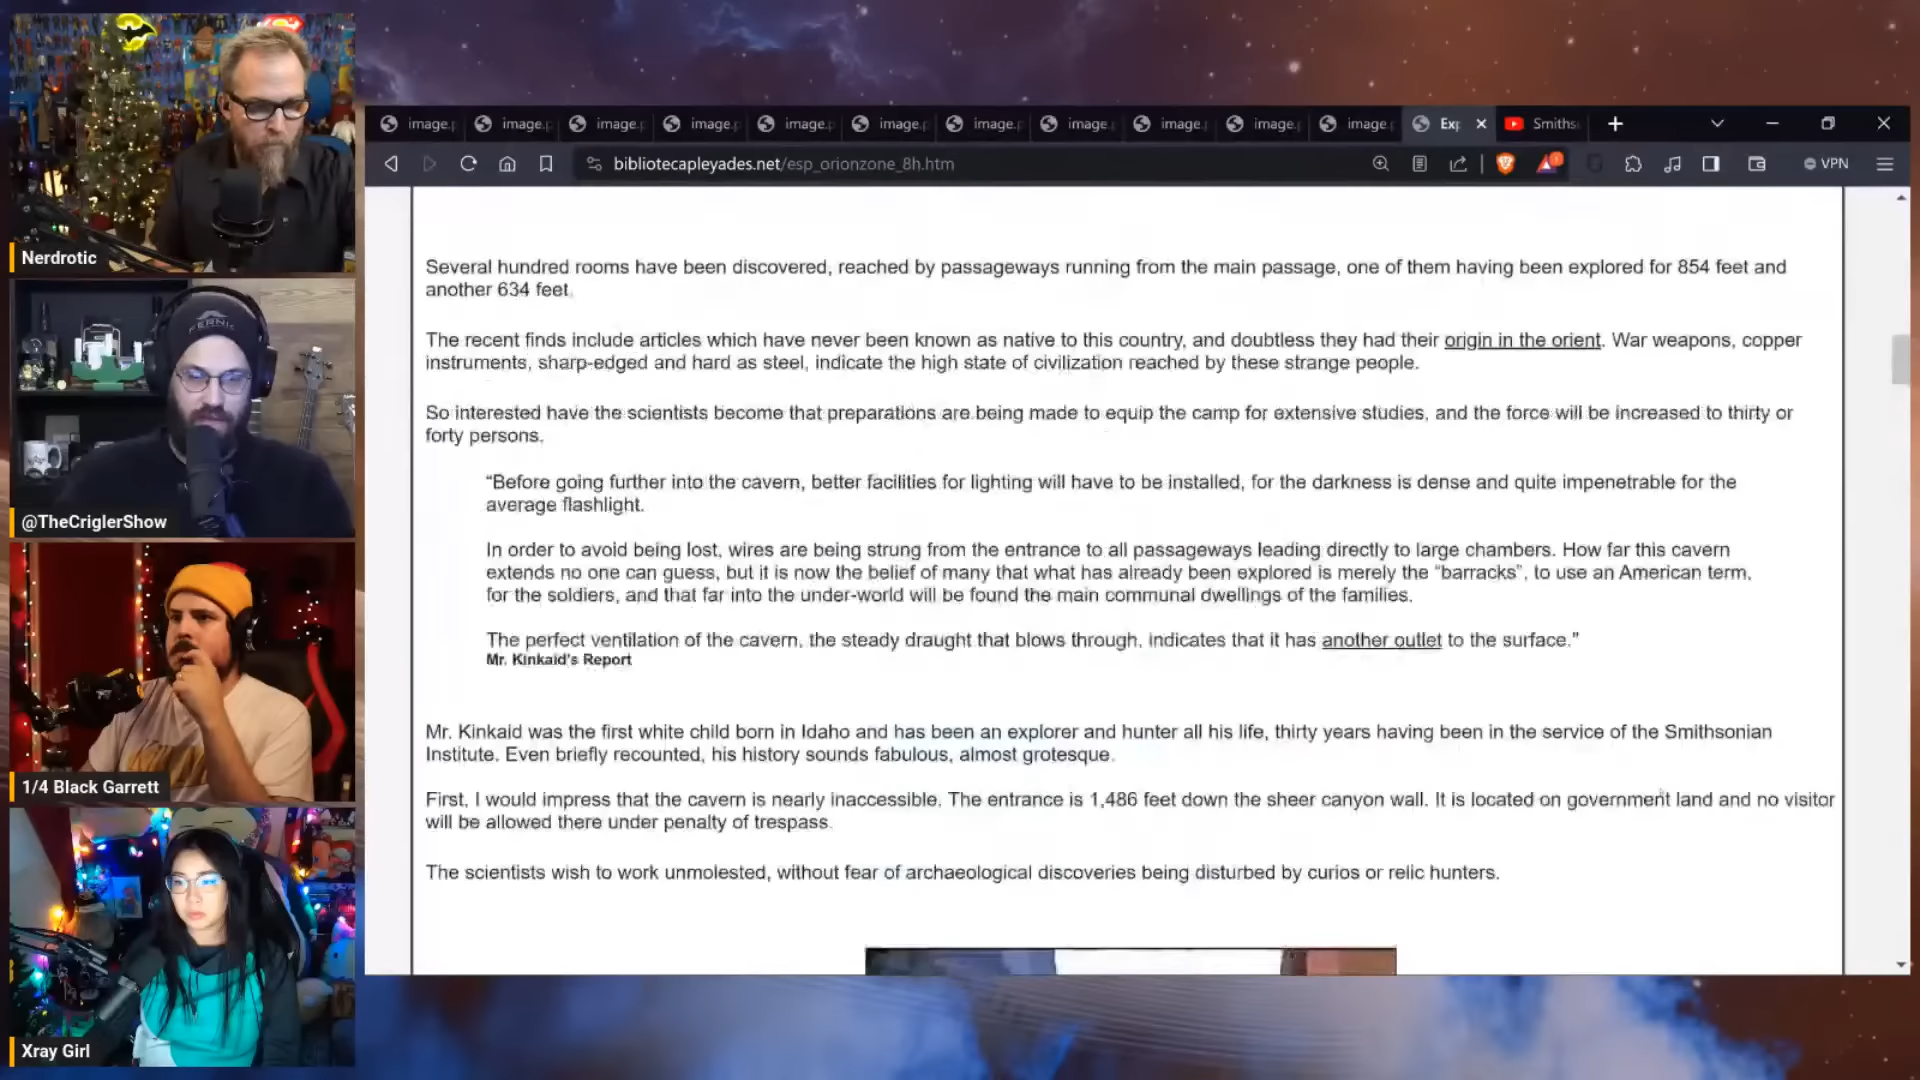 Nerdrotic
FERNIE
@TheCriglerShow
1/4 Black Garrett
Xray Girl
image.p
image.p
image.p
image.p
image.p
image.p
image.p
image.p
image.p
image.p
image.p
Exp
Smiths
bibliotecapleyades.net/esp_orionzone_8h.htm
VPN
Several hundred rooms have been discovered, reached by passageways running from the main passage, one of them having been explored for 854 feet and
another 634 feet.
The recent finds include articles which have never been known as native to this country, and doubtless they had their origin in the orient. War weapons, copper
instruments, sharp-edged and hard as steel, indicate the high state of civilization reached by these strange people.
So interested have the scientists become that preparations are being made to equip the camp for extensive studies, and the force will be increased to thirty or
forty persons.
“Before going further into the cavern, better facilities for lighting will have to be installed, for the darkness is dense and quite impenetrable for the
average flashlight.
In order to avoid being lost, wires are being strung from the entrance to all passageways leading directly to large chambers. How far this cavern
extends no one can guess, but it is now the belief of many that what has already been explored is merely the “barracks”, to use an American term,
for the soldiers, and that far into the under-world will be found the main communal dwellings of the families.
The perfect ventilation of the cavern, the steady draught that blows through, indicates that it has another outlet to the surface.”
Mr. Kinkaid's Report
Mr. Kinkaid was the first white child born in Idaho and has been an explorer and hunter all his life, thirty years having been in the service of the Smithsonian
Institute. Even briefly recounted, his history sounds fabulous, almost grotesque.
First, I would impress that the cavern is nearly inaccessible. The entrance is 1,486 feet down the sheer canyon wall. It is located on government land and no visitor
will be allowed there under penalty of trespass.
The scientists wish to work unmolested, without fear of archaeological discoveries being disturbed by curios or relic hunters.